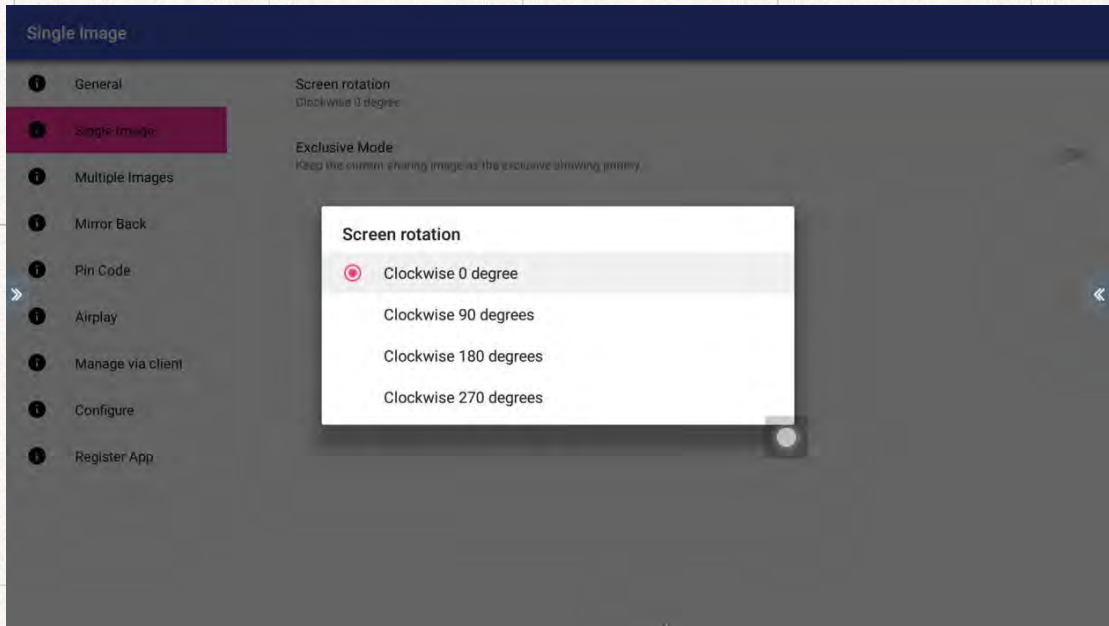 Single Image
General
Single Image
Multiple Images
Mirror Back
Pin Code
Airplay
Manage via client
Configure
Register App
Screen rotation
Clockwise 0 degree
Exclusive Mode
Keep the current sharing image as the exclusive showing
Screen rotation
Clockwise 0 degree
Clockwise 90 degrees
Clockwise 180 degrees
Clockwise 270 degrees